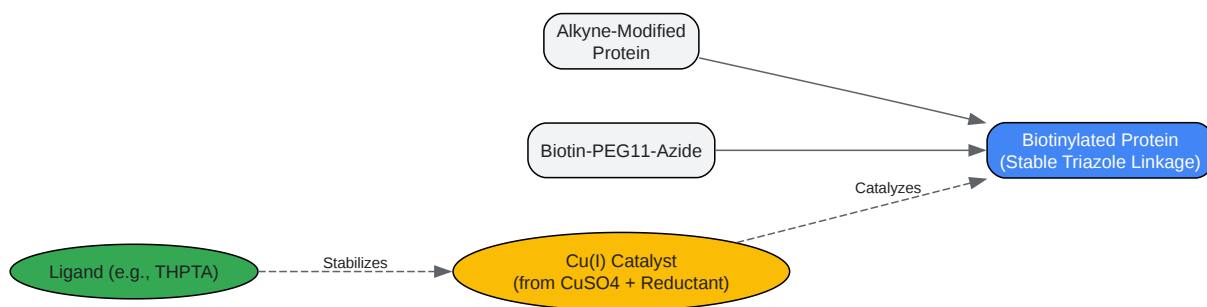 Alkyne-Modified
Protein
Biotin-PEG11-Azide
Biotinylated Protein
(Stable Triazole Linkage)
Catalyzes
Ligand (e.g., THPTA)
Stabilizes
Cu(I) Catalyst
(from CuSO4 + Reductant)